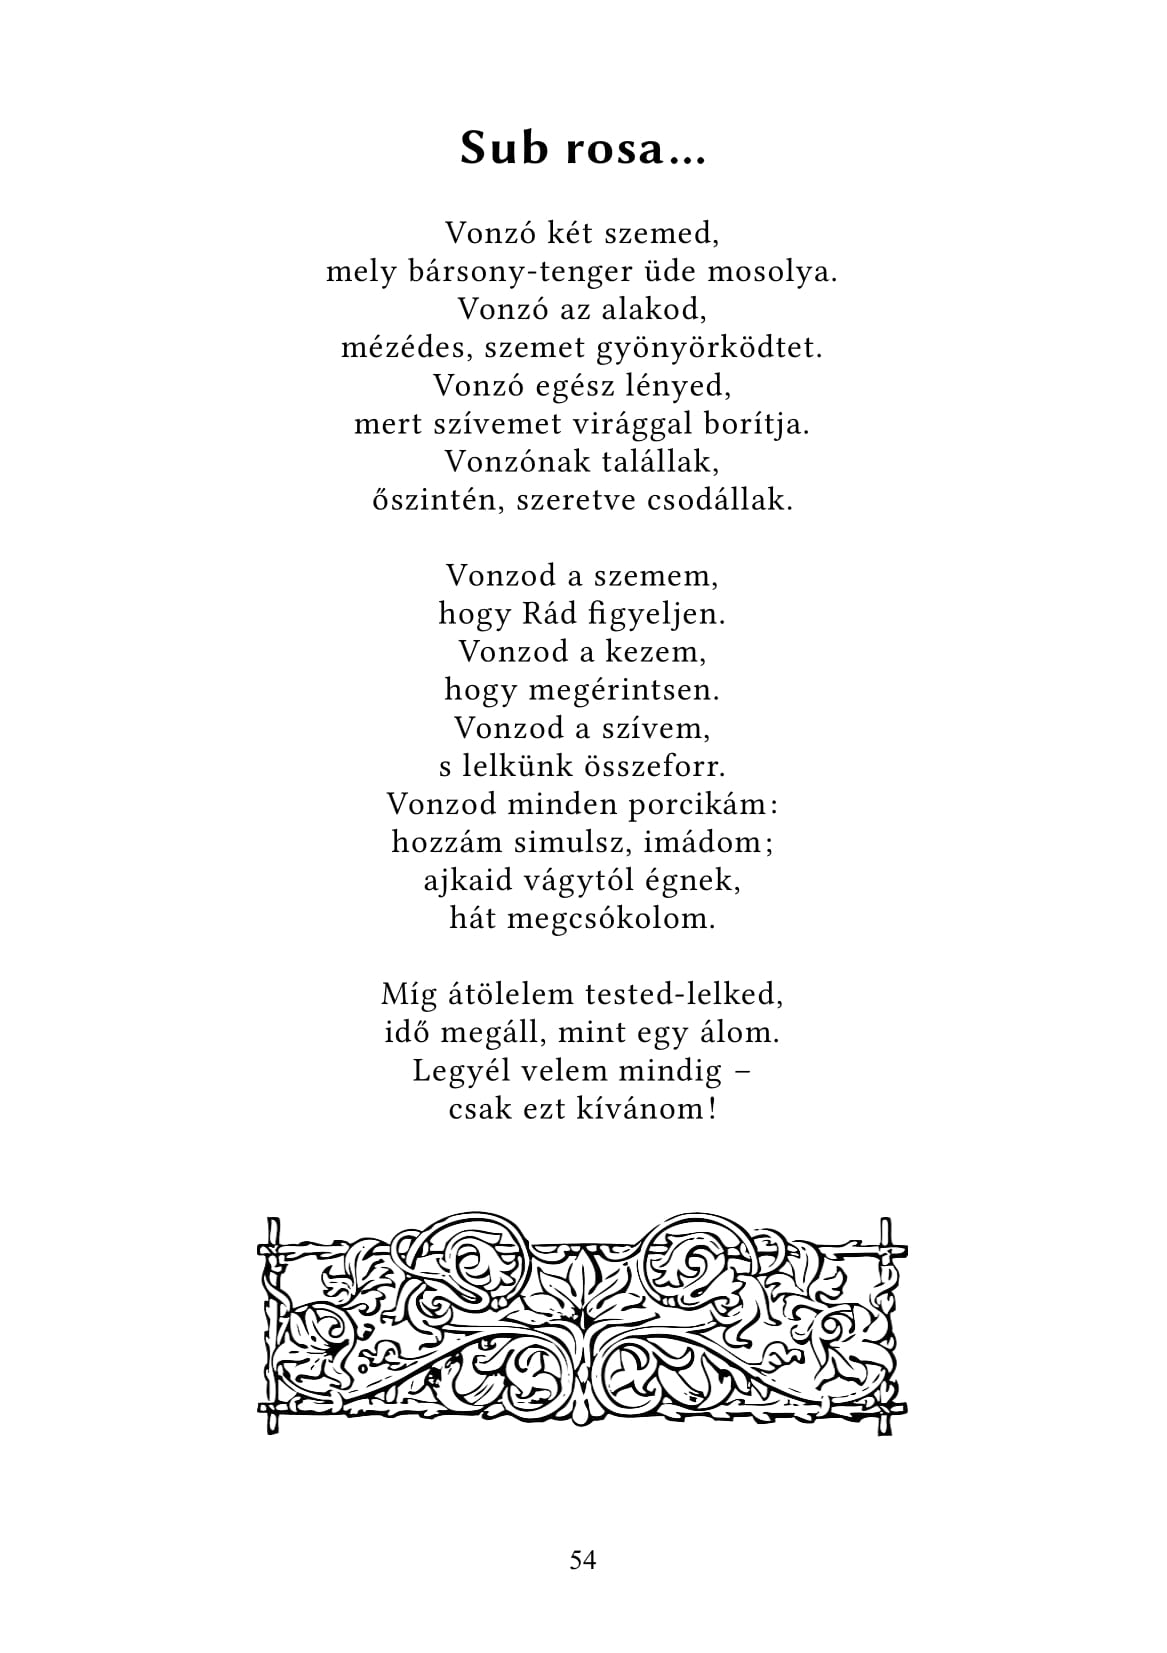 Sub rosa…
Vonzó két szemed,
mely bársony-tenger üde mosolya.
Vonzó az alakod,
mézédes, szemet gyönyörködtet.
Vonzó egész lényed,
mert szívemet virággal borítja.
Vonzónak talállak,
őszintén, szeretve csodállak.
Vonzod a szemem,
hogy Rád figyeljen.
Vonzod a kezem,
hogy megérintsen.
Vonzod a szívem,
s lelkünk összeforr.
Vonzod minden porcikám:
hozzám simulsz, imádom;
ajkaid vágytól égnek,
hát megcsókolom.
Míg átölelem tested-lelked,
idő megáll, mint egy álom.
Legyél velem mindig –
csak ezt kívánom!
54